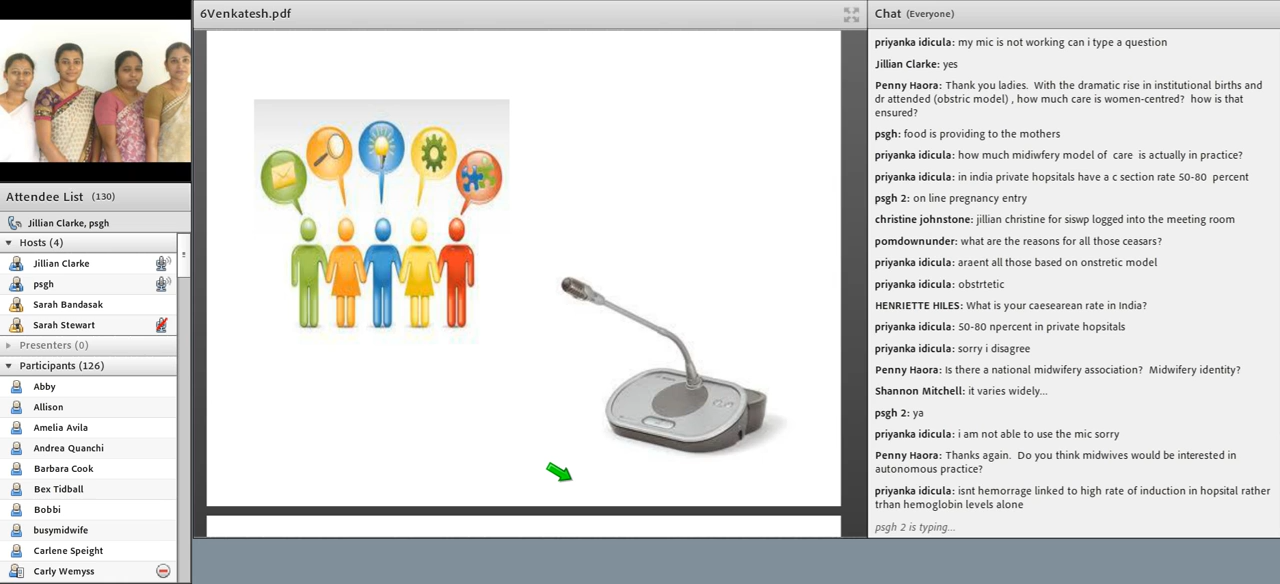 6Venkatesh.pdf
Attendee List (130)
Jillian Clarke, psgh
Hosts (4)
Jillian Clarke
psgh
Sarah Bandasak
Sarah Stewart
Presenters (0)
Participants (126)
Abby
Allison
Amelia Avila
Andrea Quanchi
Barbara Cook
Bex Tidball
Bobbi
busymidwife
Carlene Speight
Carly Wemyss
Chat (Everyone)
priyanka idicula: my mic is not working can i type a question
Jillian Clarke: yes
Penny Haora: Thank you ladies. With the dramatic rise in institutional births and
dr attended (obstric model) , how much care is women-centred? how is that
ensured?
psgh: food is providing to the mothers
priyanka idicula: how much midiwfery model of care is actually in practice?
priyanka idicula: in india private hopsitals have a c section rate 50-80 percent
psgh 2: on line pregnancy entry
christine johnstone: jillian christine for siswp logged into the meeting room
pomdownunder: what are the reasons for all those ceasars?
priyanka idicula: araent all those based on onstretic model
priyanka idicula: obstrtetic
HENRIETTE HILES: What is your caesearean rate in India?
priyanka idicula: 50-80 npercent in private hopsitals
priyanka idicula: sorry i disagree
Penny Haora: Is there a national midwifery association? Midwifery identity?
Shannon Mitchell: it varies widely...
psgh 2: ya
priyanka idicula: i am not able to use the mic sorry
Penny Haora: Thanks again. Do you think midwives would be interested in
autonomous practice?
priyanka idicula: isnt hemorrage linked to high rate of induction in hopsital rather
trhan hemoglobin levels alone
psgh 2 is typing...